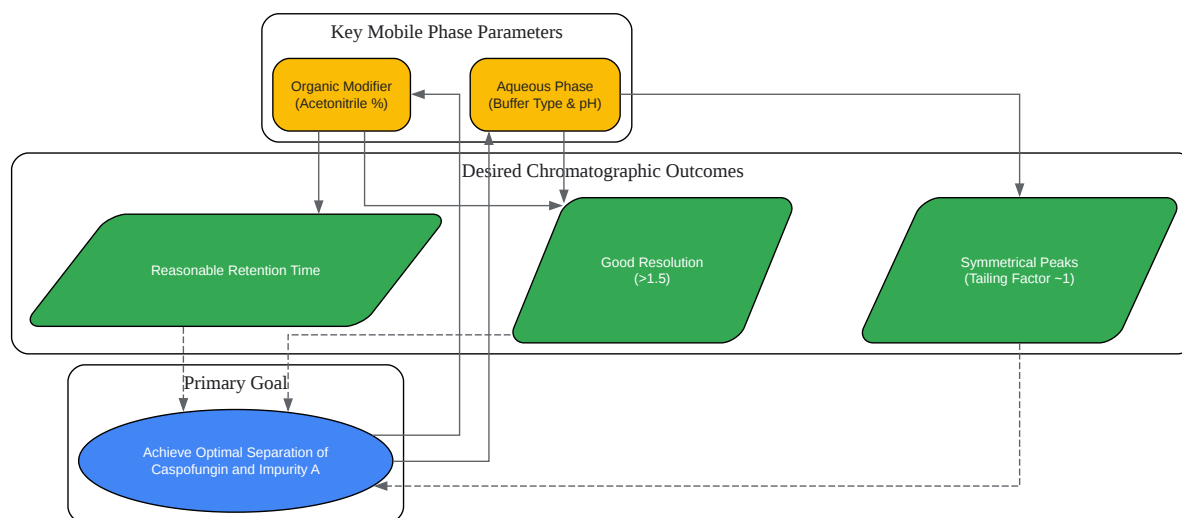 Key Mobile Phase Parameters
Organic Modifier
(Acetonitrile %)
Aqueous Phase
(Buffer Type & pH)
Desired Chromatographic Outcomes
Reasonable Retention Time
Good Resolution
(>1.5)
Symmetrical Peaks
(Tailing Factor ~1)
Primary Goal
Achieve Optimal Separation of
Caspofungin and Impurity A